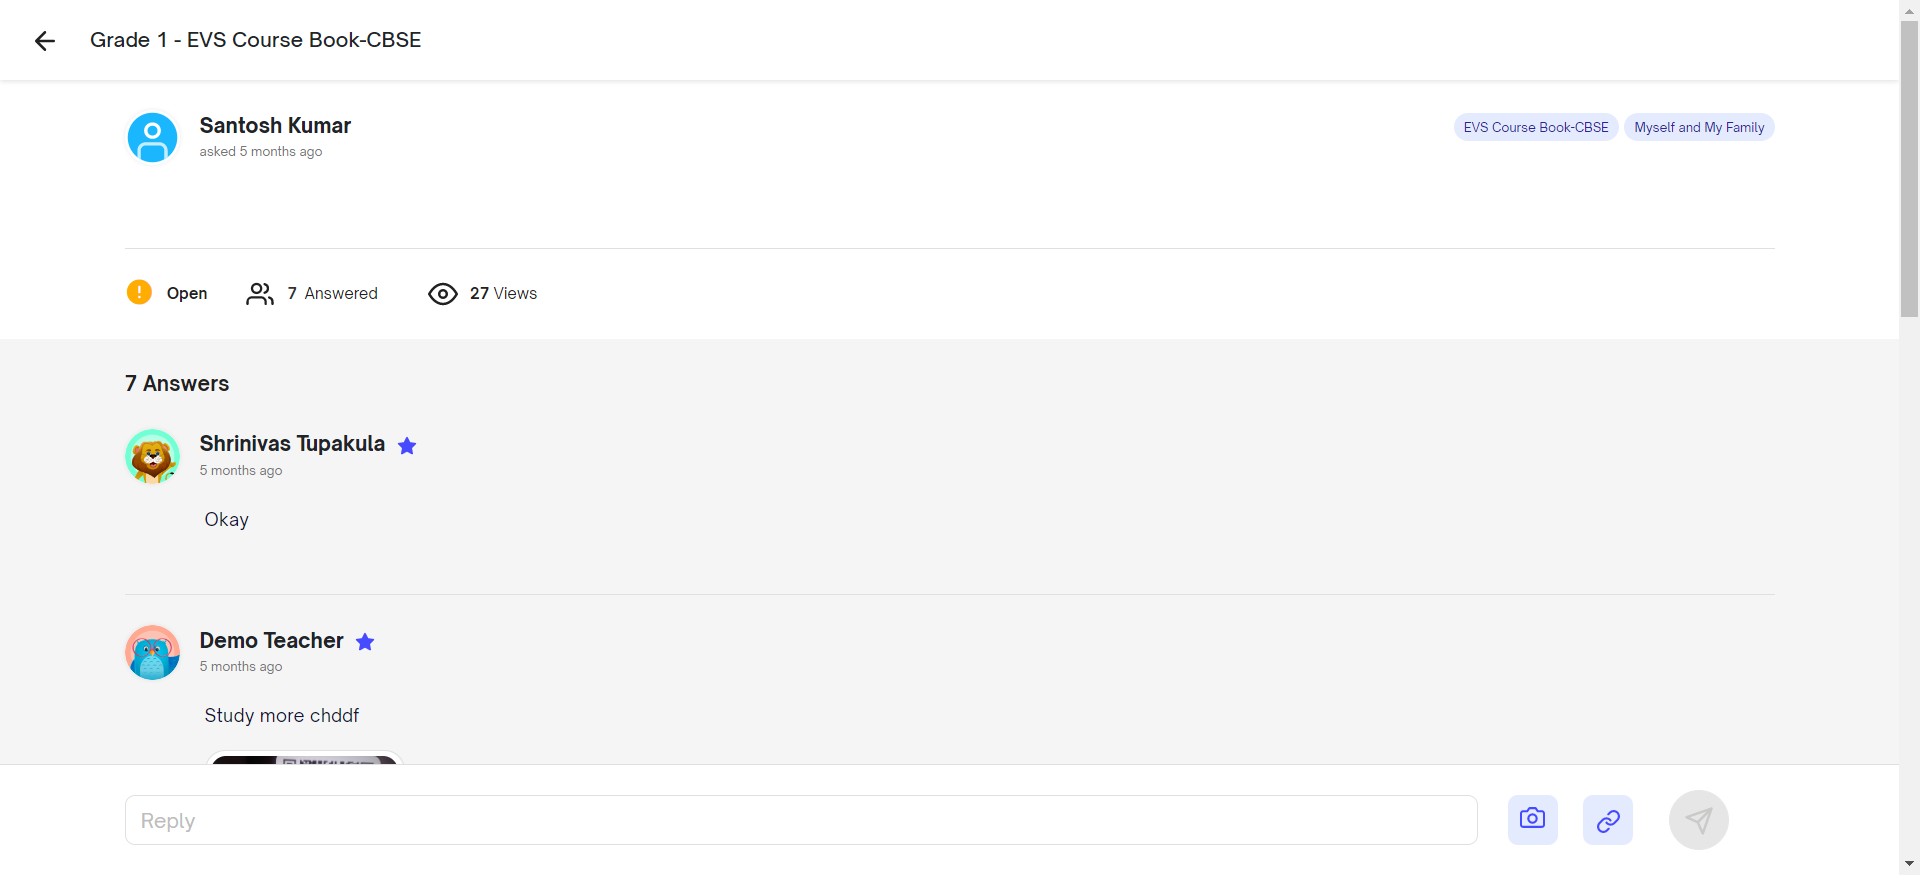 Grade 1 - EVS Course Book-CBSE
Santosh Kumar
asked 5 months ago
EVS Course Book-CBSE
Myself and My Family
Open
7 Answered
27 Views
7 Answers
Shrinivas Tupakula
5 months ago
Okay
Demo Teacher
5 months ago
Study more chddf
Reply